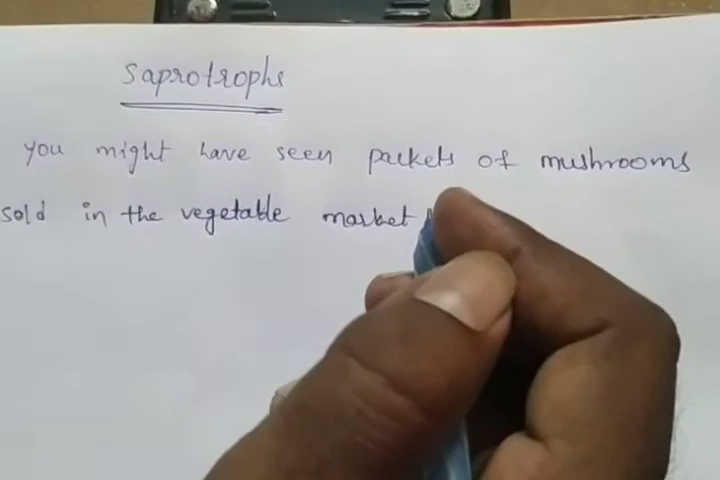 Saprotrophs
you might have seen packets of mushrooms
sold in the vegetable market